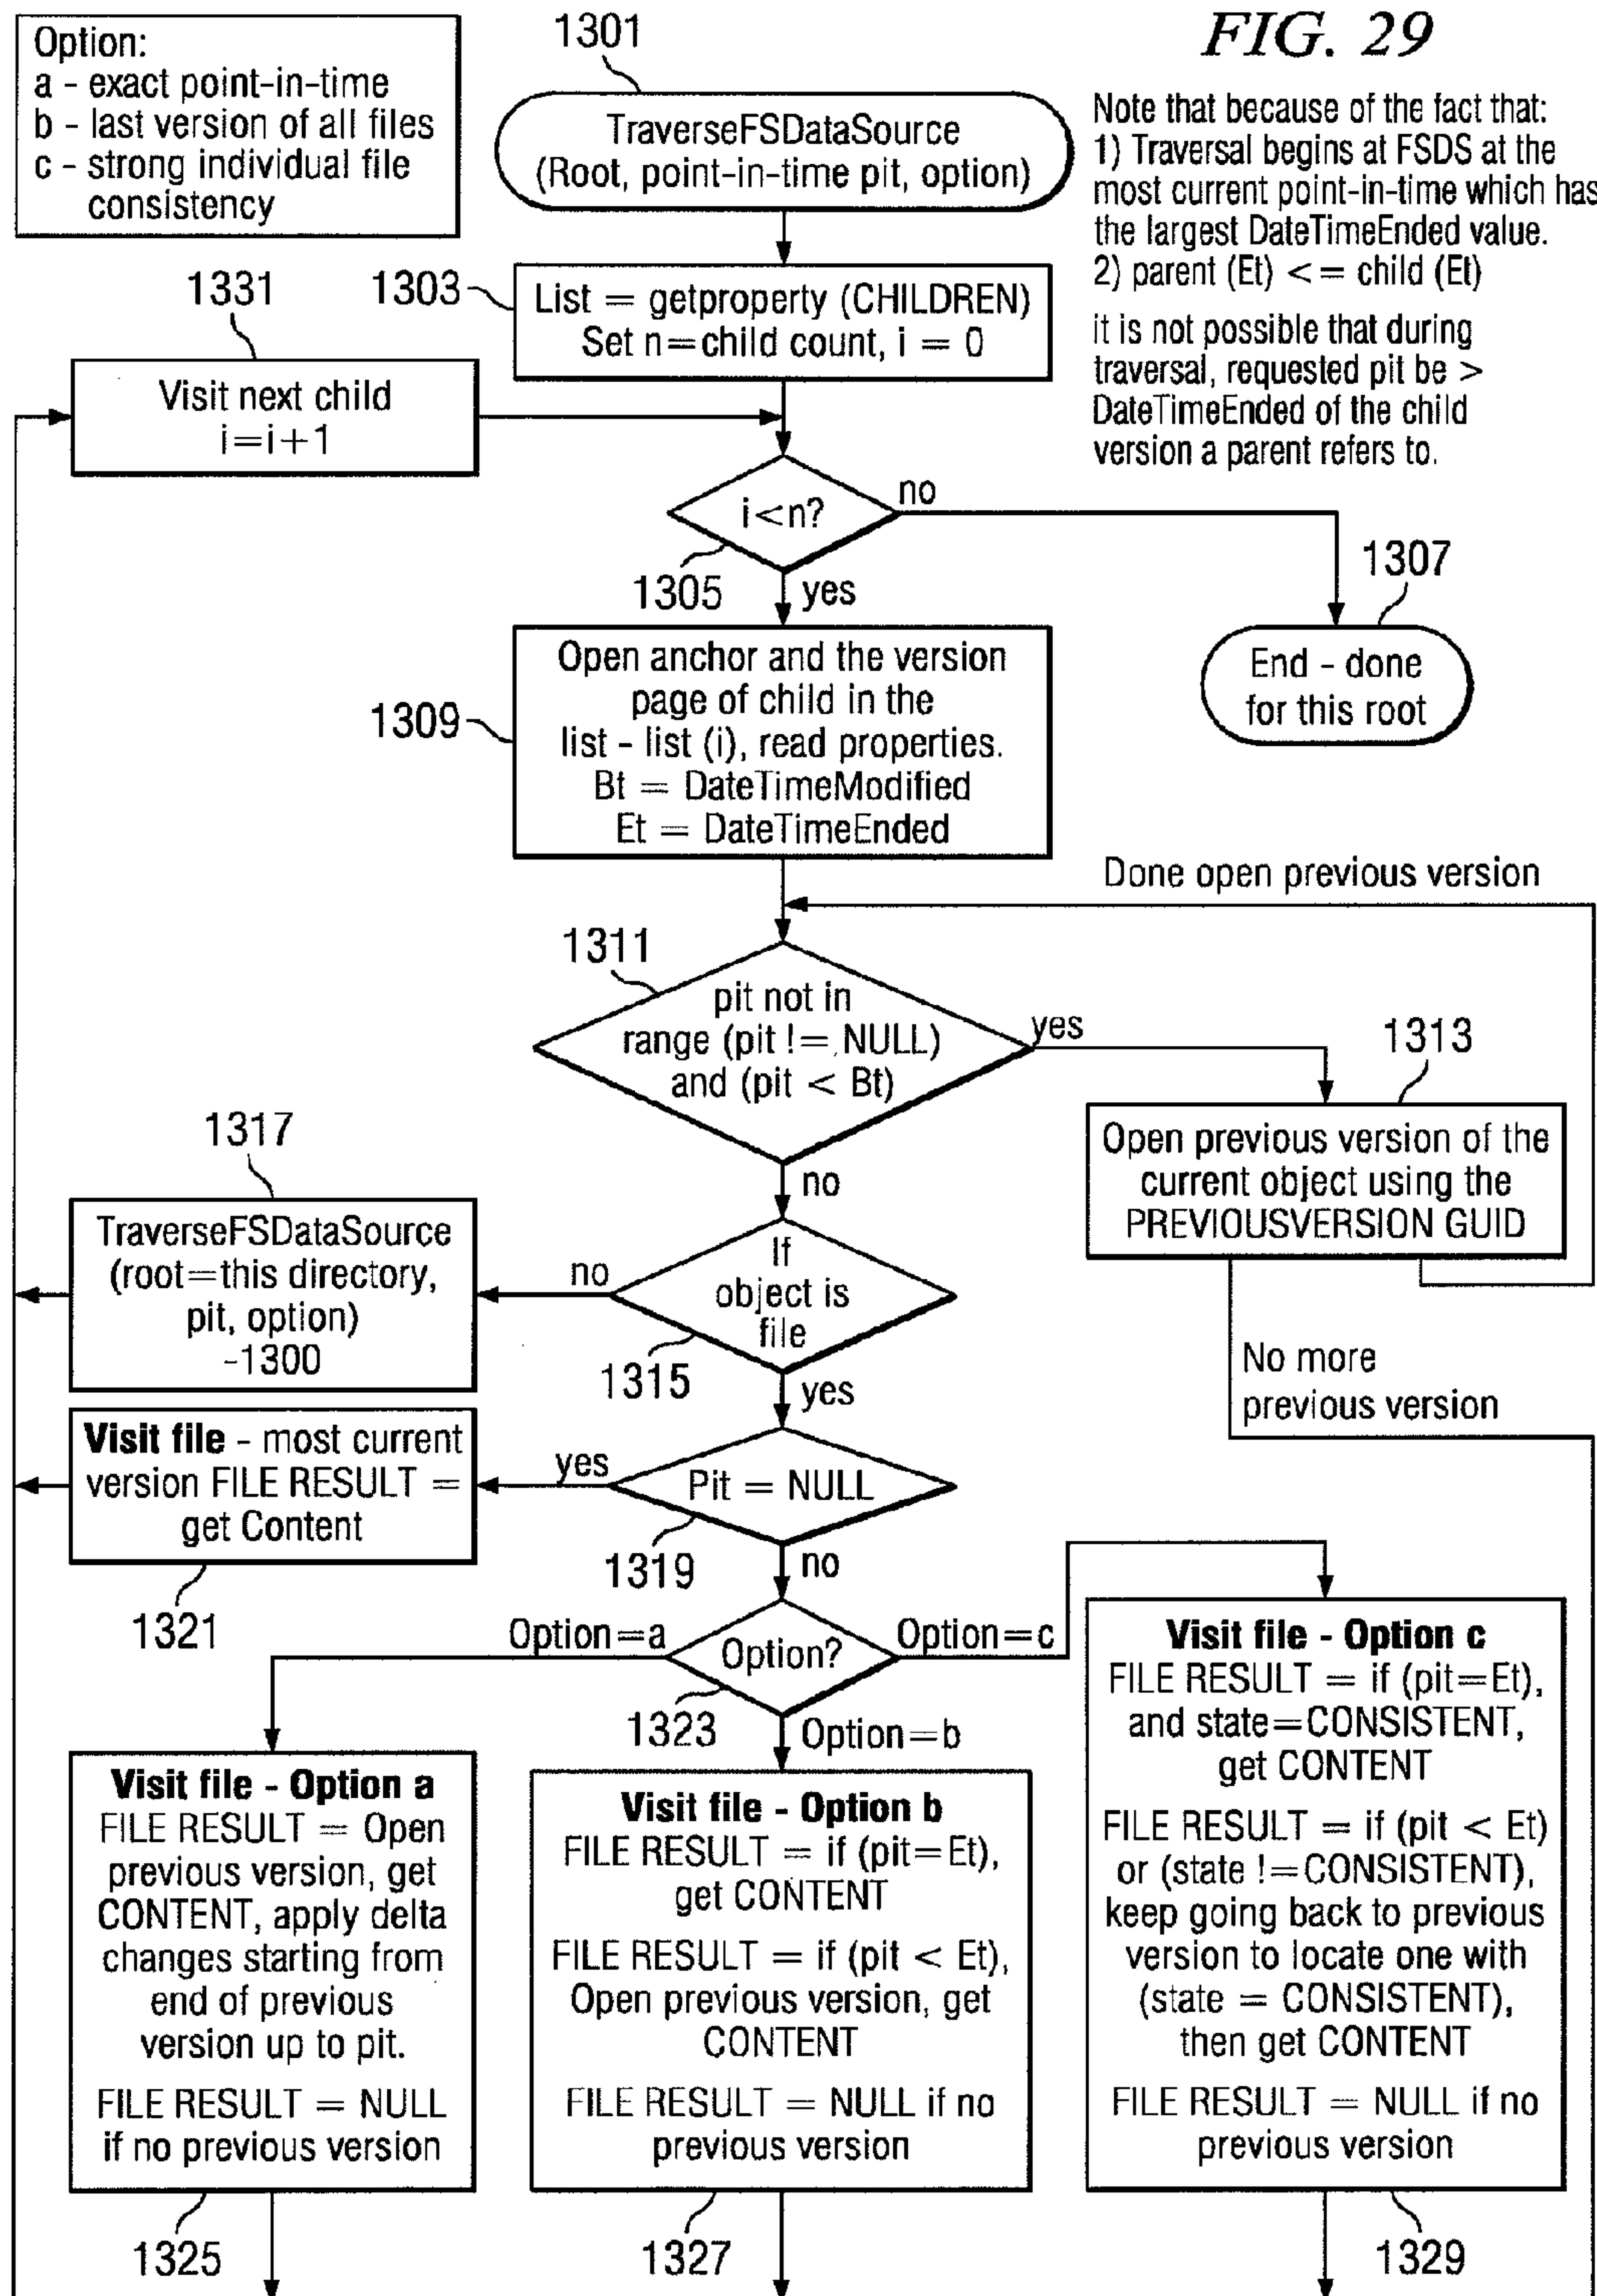 FIG. 29
Option:
a - exact point-in-time
b - last version of all files
c - strong individual file
consistency
1301
TraverseFSDataSource
(Root, point-in-time pit, option)
Note that because of the fact that:
1) Traversal begins at FSDS at the
most current point-in-time which has
the largest DateTimeEnded value.
2) parent (Et) < = child (Et)
it is not possible that during
traversal, requested pit be >
DateTimeEnded of the child
version a parent refers to.
1303
List = getproperty (CHILDREN)
Set n=child count, i = 0
1331
Visit next child
i=i+1
i<n?
no
1305
yes
1307
End - done
for this root
1309
Open anchor and the version
page of child in the
list - list (i), read properties.
Bt = DateTimeModified
Et = DateTimeEnded
Done open previous version
1311
pit not in
range (pit != NULL)
and (pit < Bt)
yes
1313
Open previous version of the
current object using the
PREVIOUSVERSION GUID
no
1317
TraverseFSDataSource
(root=this directory,
pit, option)
-1300
no
If
object is
file
1315
yes
No more
previous version
Visit file - most current
version FILE RESULT =
get Content
1321
yes
Pit = NULL
1319
no
Option=a
Option?
Option=c
1323
Option=b
Visit file - Option a
FILE RESULT = Open
previous version, get
CONTENT, apply delta
changes starting from
end of previous
version up to pit.
FILE RESULT = NULL
if no previous version
1325
Visit file - Option b
FILE RESULT = if (pit=Et),
get CONTENT
FILE RESULT = if (pit < Et),
Open previous version, get
CONTENT
FILE RESULT = NULL if no
previous version
1327
Visit file - Option c
FILE RESULT = if (pit=Et),
and state=CONSISTENT,
get CONTENT
FILE RESULT = if (pit < Et)
or (state !=CONSISTENT),
keep going back to previous
version to locate one with
(state = CONSISTENT),
then get CONTENT
FILE RESULT = NULL if no
previous version
1329